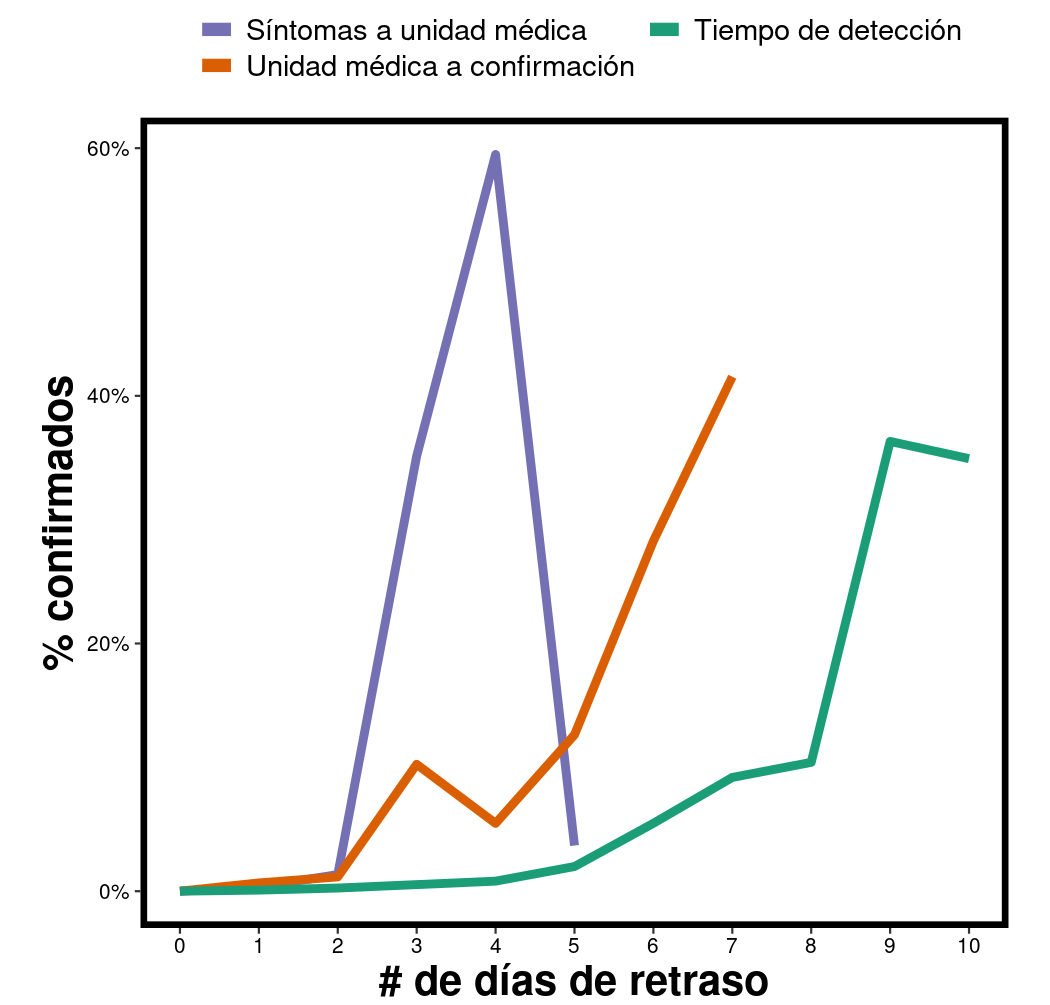 Síntomas a unidad médica
Tiempo de detección
Unidad médica a confirmación
60%
40%
20%
0%
% confirmados
0 1 2 3 4 5 6 7 8 9 10
# de días de retraso